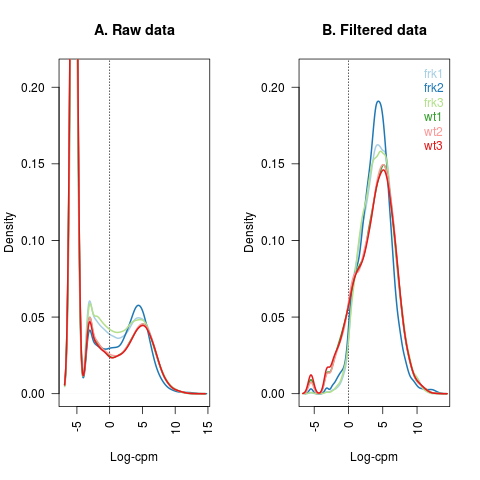 A. Raw data
Density
0.00
0.05
0.10
0.15
0.20
-5
0
5
10
15
Log-cpm
B. Filtered data
Density
0.00
0.05
0.10
0.15
0.20
-5
0
5
10
Log-cpm
frk1
frk2
frk3
wt1
wt2
wt3